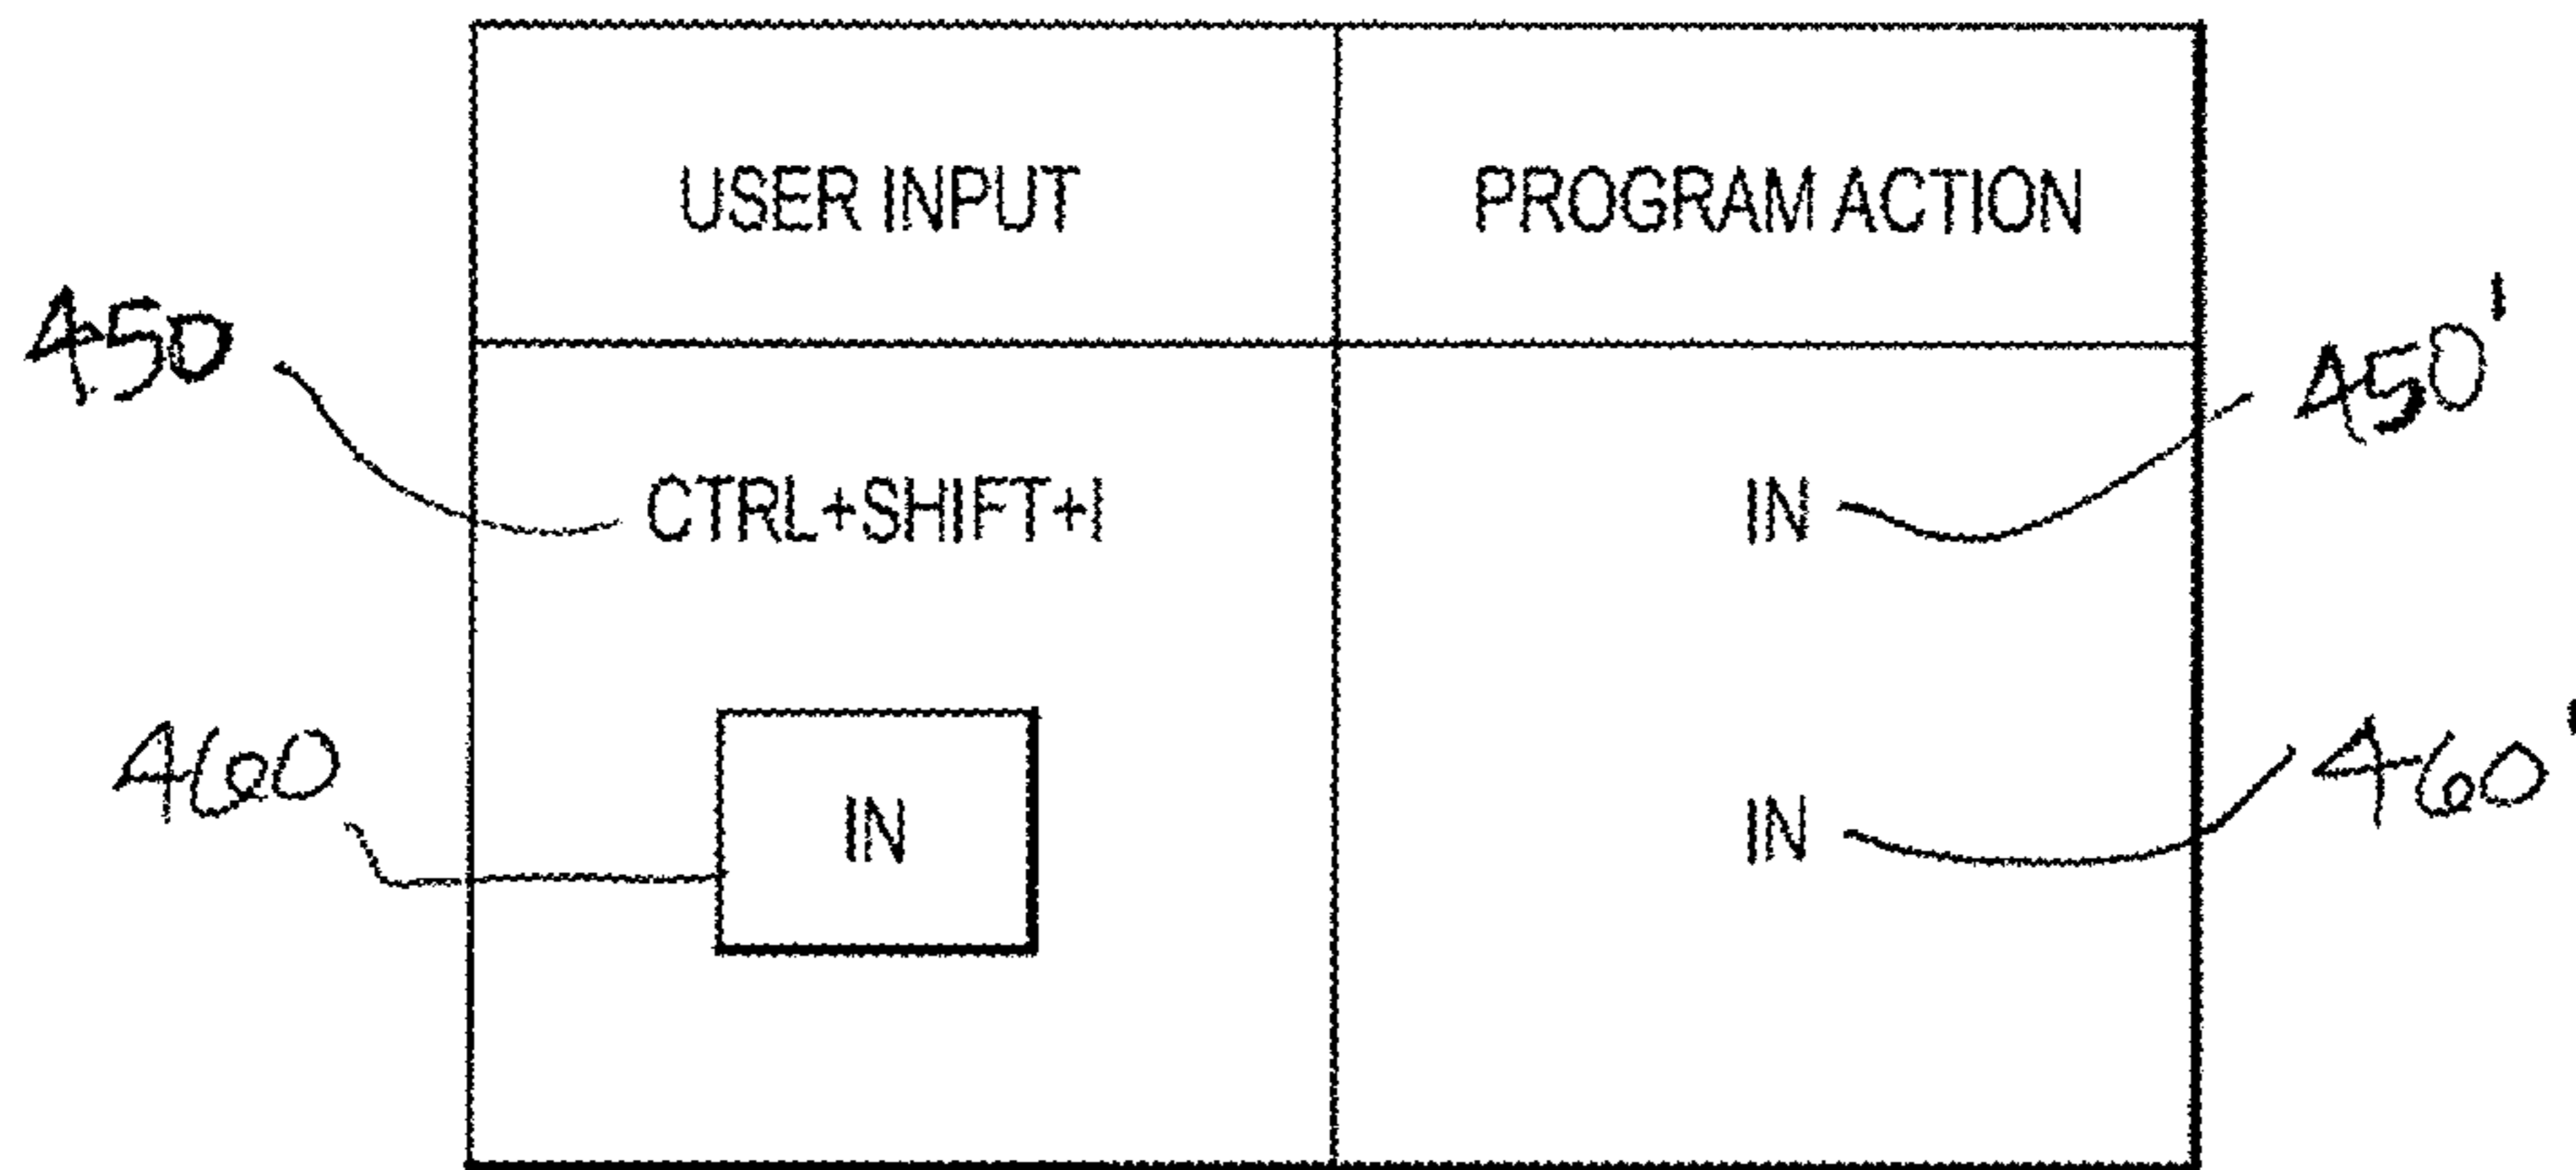 USER INPUT PROGRAM ACTION
450 450'
CTRL+SHIFT+I IN
460 460'
IN IN